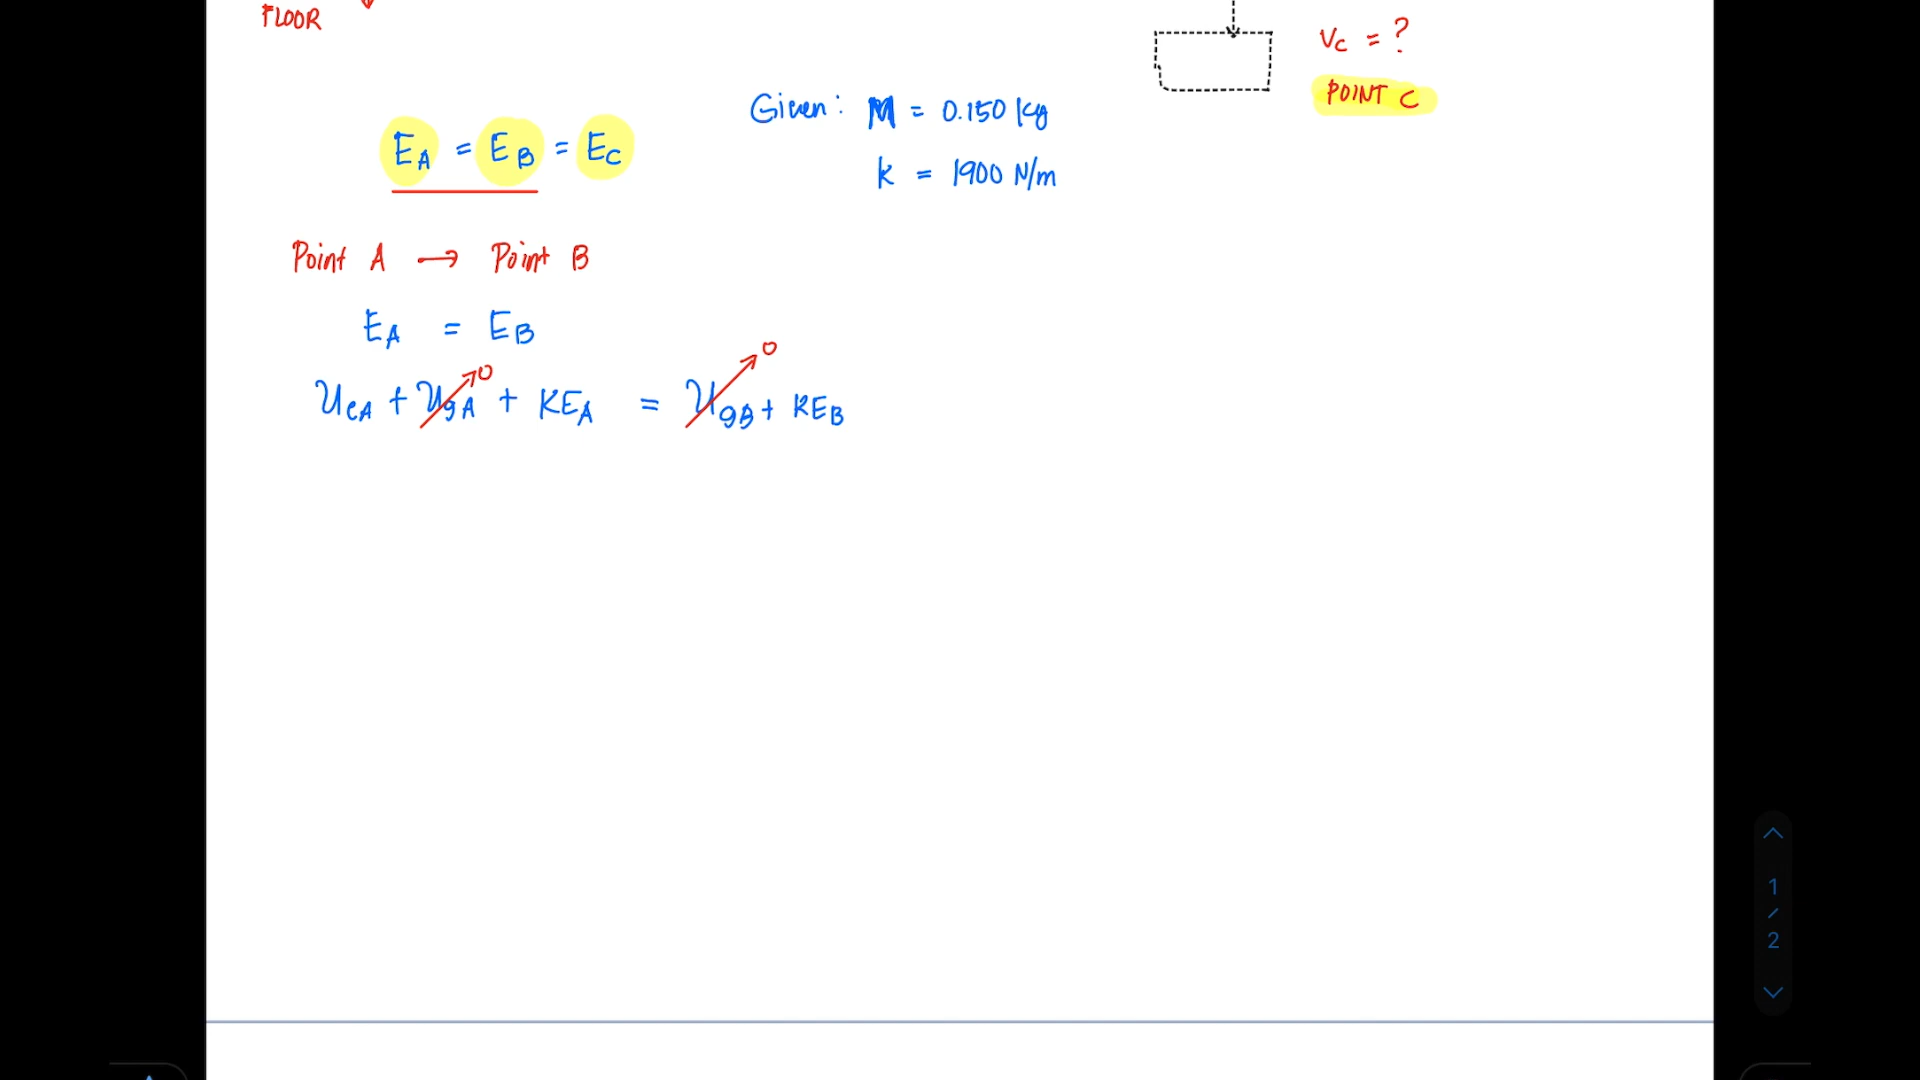 FLOOR
Vc = ?
POINT C
Given: M = 0.150 kg
k = 1900 N/m
EA = EB = EC
Point A → Point B
EA = EB
0
0
UeA + UgA + KEA = UgB + KEB
1
/
2